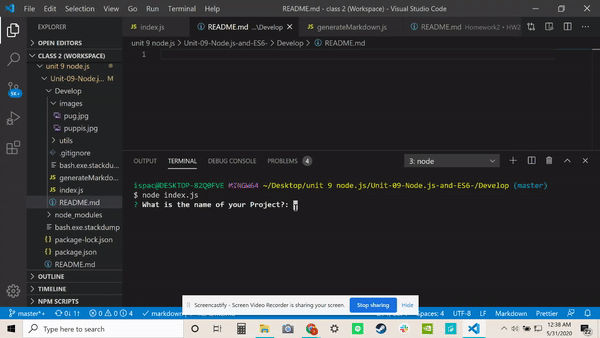 File Edit Selection View Go Run Terminal Help README.md - class 2 (Workspace) - Visual Studio Code
EXPLORER
JS index.js
README.md ...\Develop
JS generateMarkdown.js
README.md Homework2 • HW2
unit 9 node.js > Unit-09-Node.js-and-ES6- > Develop > README.md
1
OPEN EDITORS
CLASS 2 (WORKSPACE)
unit 9 node.js
Unit-09-Node.j... M
Develop
images
pug.jpg
puppis.jpg
utils
.gitignore
bash.exe.stackdu...
JS generateMarkdo...
JS index.js
README.md
node_modules
bash.exe.stackdump
{} package-lock.json
{} package.json
README.md
OUTLINE
TIMELINE
NPM SCRIPTS
OUTPUT TERMINAL DEBUG CONSOLE PROBLEMS 4 3: node
ispac@DESKTOP-82Q0FVE MINGW64 ~/Desktop/unit 9 node.js/Unit-09-Node.js-and-ES6-/Develop (master)
$ node index.js
? What is the name of your Project?:
Screencastify - Screen Video Recorder is sharing your screen. Stop sharing Hide
master*+ 0↓ 1↑ 0 0 4 markdown
Spaces: 4 UTF-8 LF Markdown Prettier
Type here to search
12:38 AM
5/31/2020
22